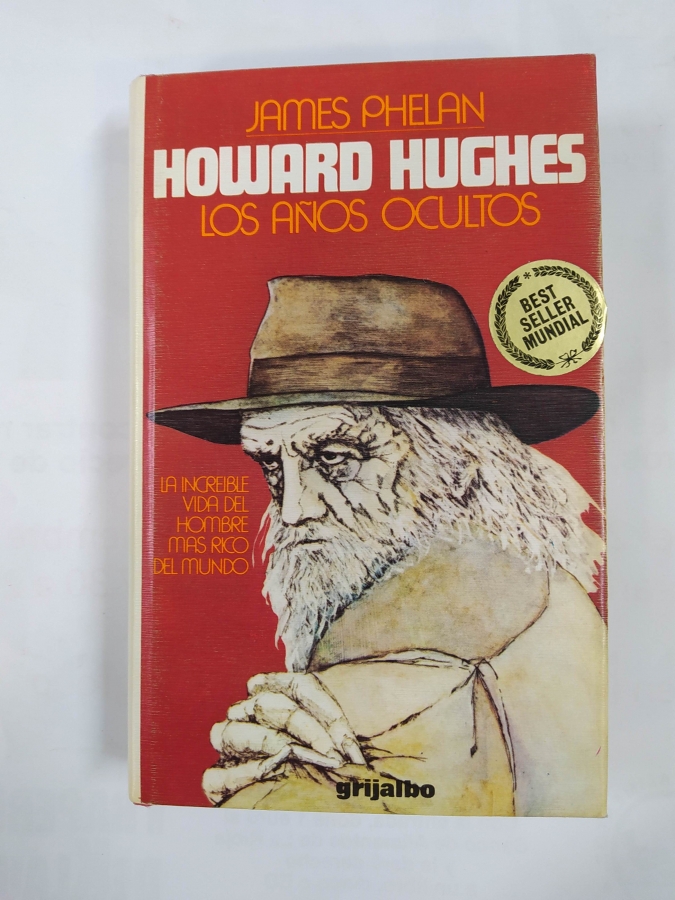 JAMES PHELAN
HOWARD HUGHES
LOS AÑOS OCULTOS
BEST
SELLER
MUNDIAL
LA INCREIBLE
VIDA DEL
HOMBRE
MAS RICO
DEL MUNDO
grijalbo